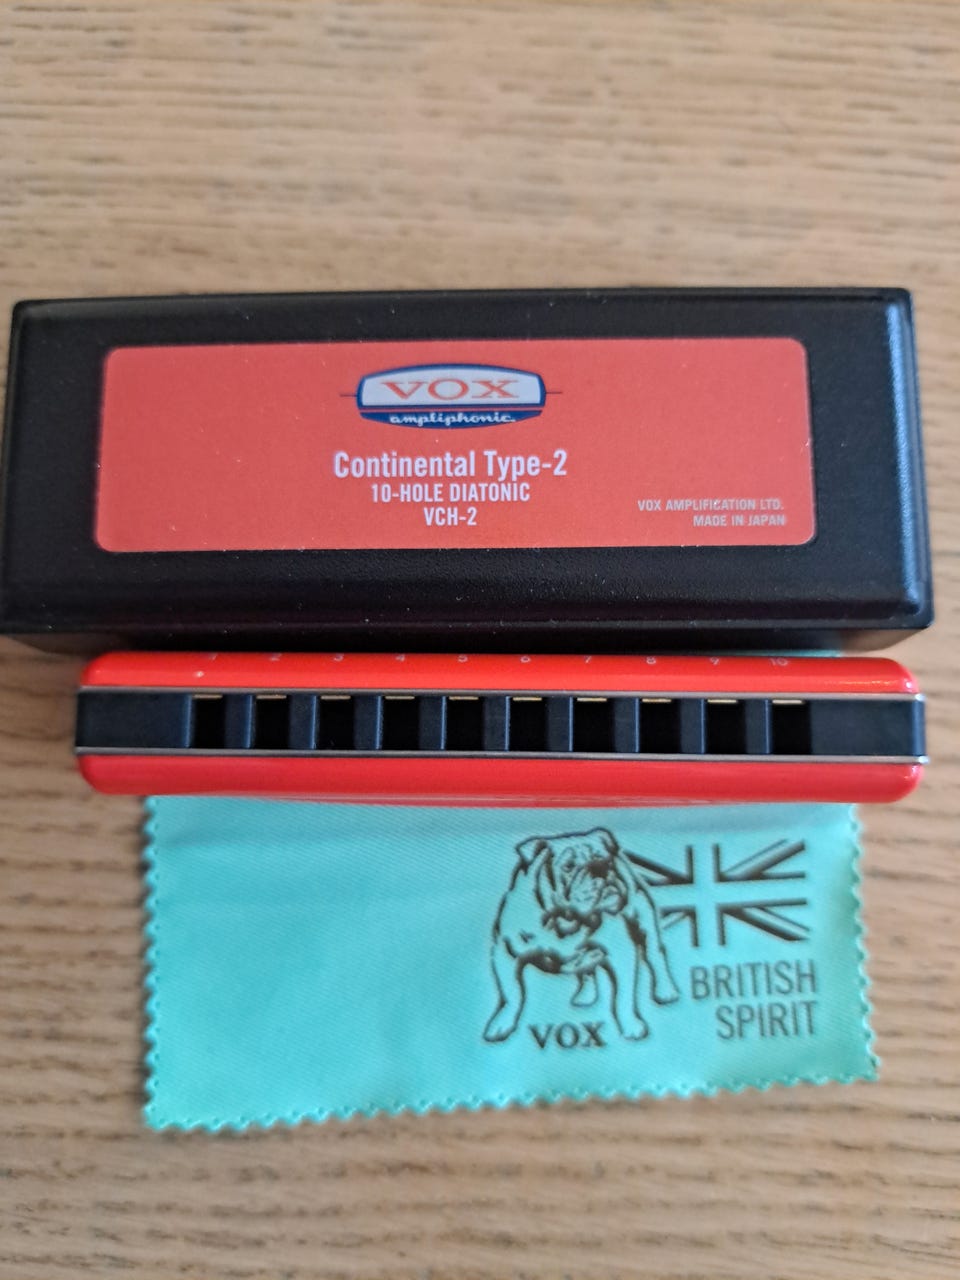 VOX
ampliphonic
Continental Type-2
10-HOLE DIATONIC
VCH-2
VOX AMPLIFICATION LTD.
MADE IN JAPAN
1 2 3 4 5 6 7 8 9 10
VOX
BRITISH
SPIRIT